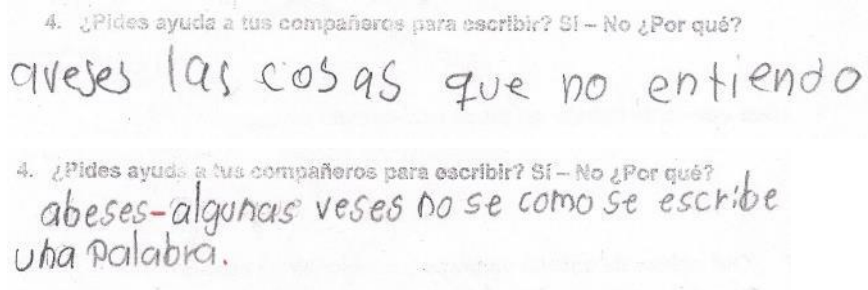 4. ¿Pides ayuda a tus compañeros para escribir? SI – No ¿Por qué?
aveses las cosas que no entiendo
4. ¿Pides ayuda a tus compañeros para escribir? Sí – No ¿Por qué?
abeses-algunas veses no se como se escribe
una palabra.